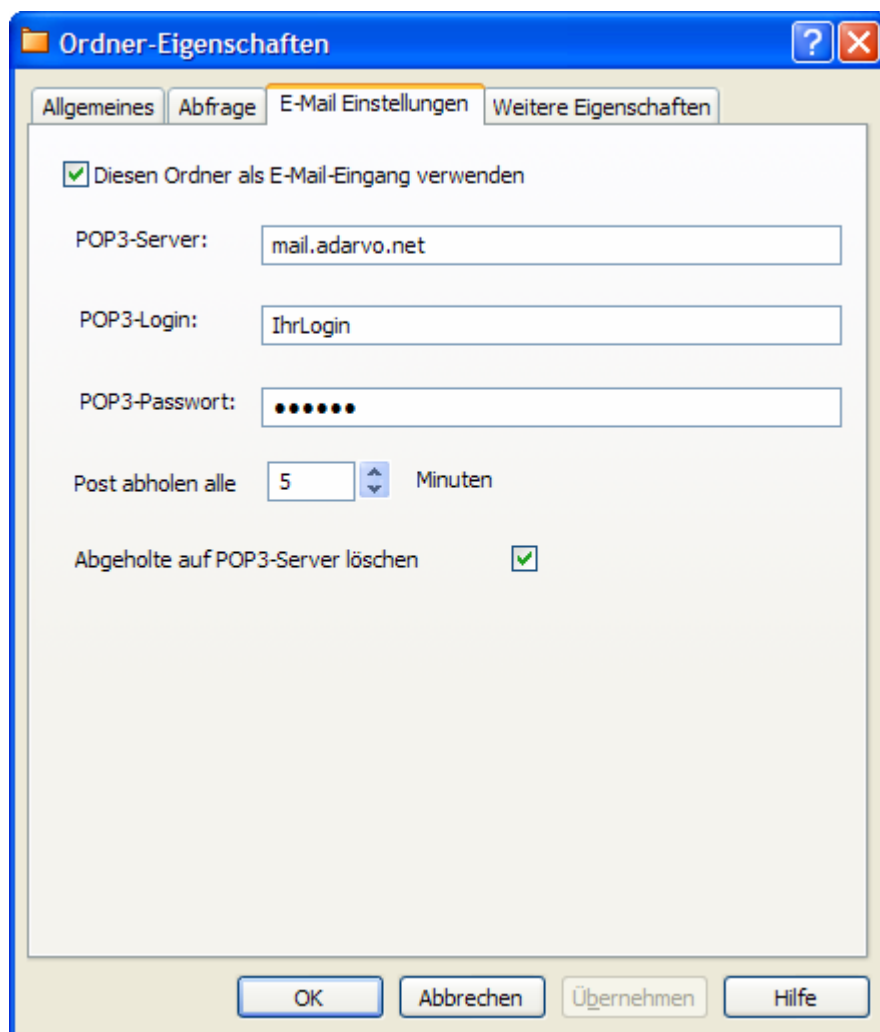 Ordner-Eigenschaften
Allgemeines Abfrage E-Mail Einstellungen Weitere Eigenschaften
Diesen Ordner als E-Mail-Eingang verwenden
POP3-Server: mail.adarvo.net
POP3-Login: IhrLogin
POP3-Passwort: ••••••
Post abholen alle 5 Minuten
Abgeholte auf POP3-Server löschen
OK Abbrechen Übernehmen Hilfe